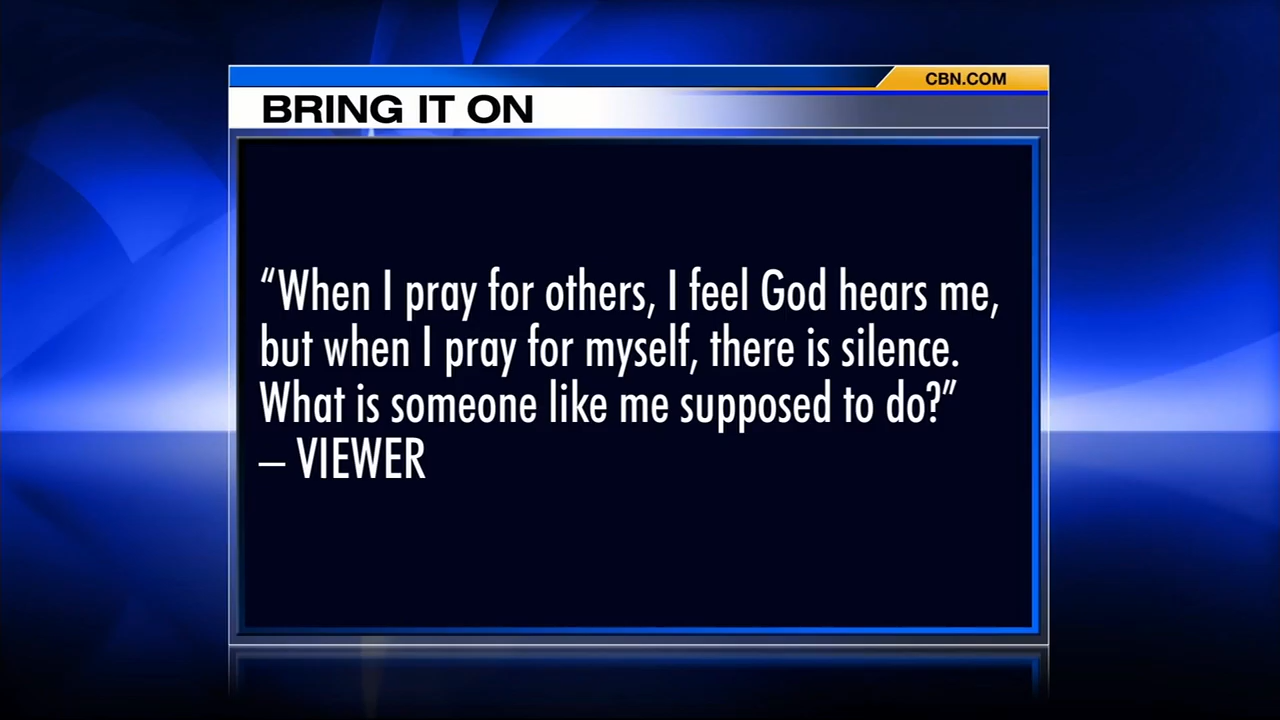 CBN.COM
BRING IT ON
“When I pray for others, I feel God hears me,
but when I pray for myself, there is silence.
What is someone like me supposed to do?”
– VIEWER